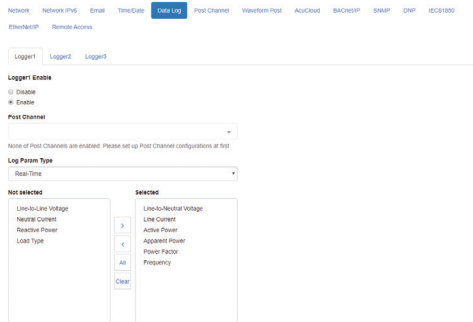 Network Network IPv6 Email Time/Date Data Log Post Channel Waveform Post AcuCloud BACnet/IP SNMP DNP IEC61850
EtherNet/IP Remote Access
Logger1 Logger2 Logger3
Logger1 Enable
Disable
Enable
Post Channel
None of Post Channels are enabled. Please set up Post Channel configurations at first
Log Param Type
Real-Time
Not selected Selected
Line-to-Line Voltage
Neutral Current
Reactive Power
Load Type
>
<
All
Clear
Line-to-Neutral Voltage
Line Current
Active Power
Apparent Power
Power Factor
Frequency